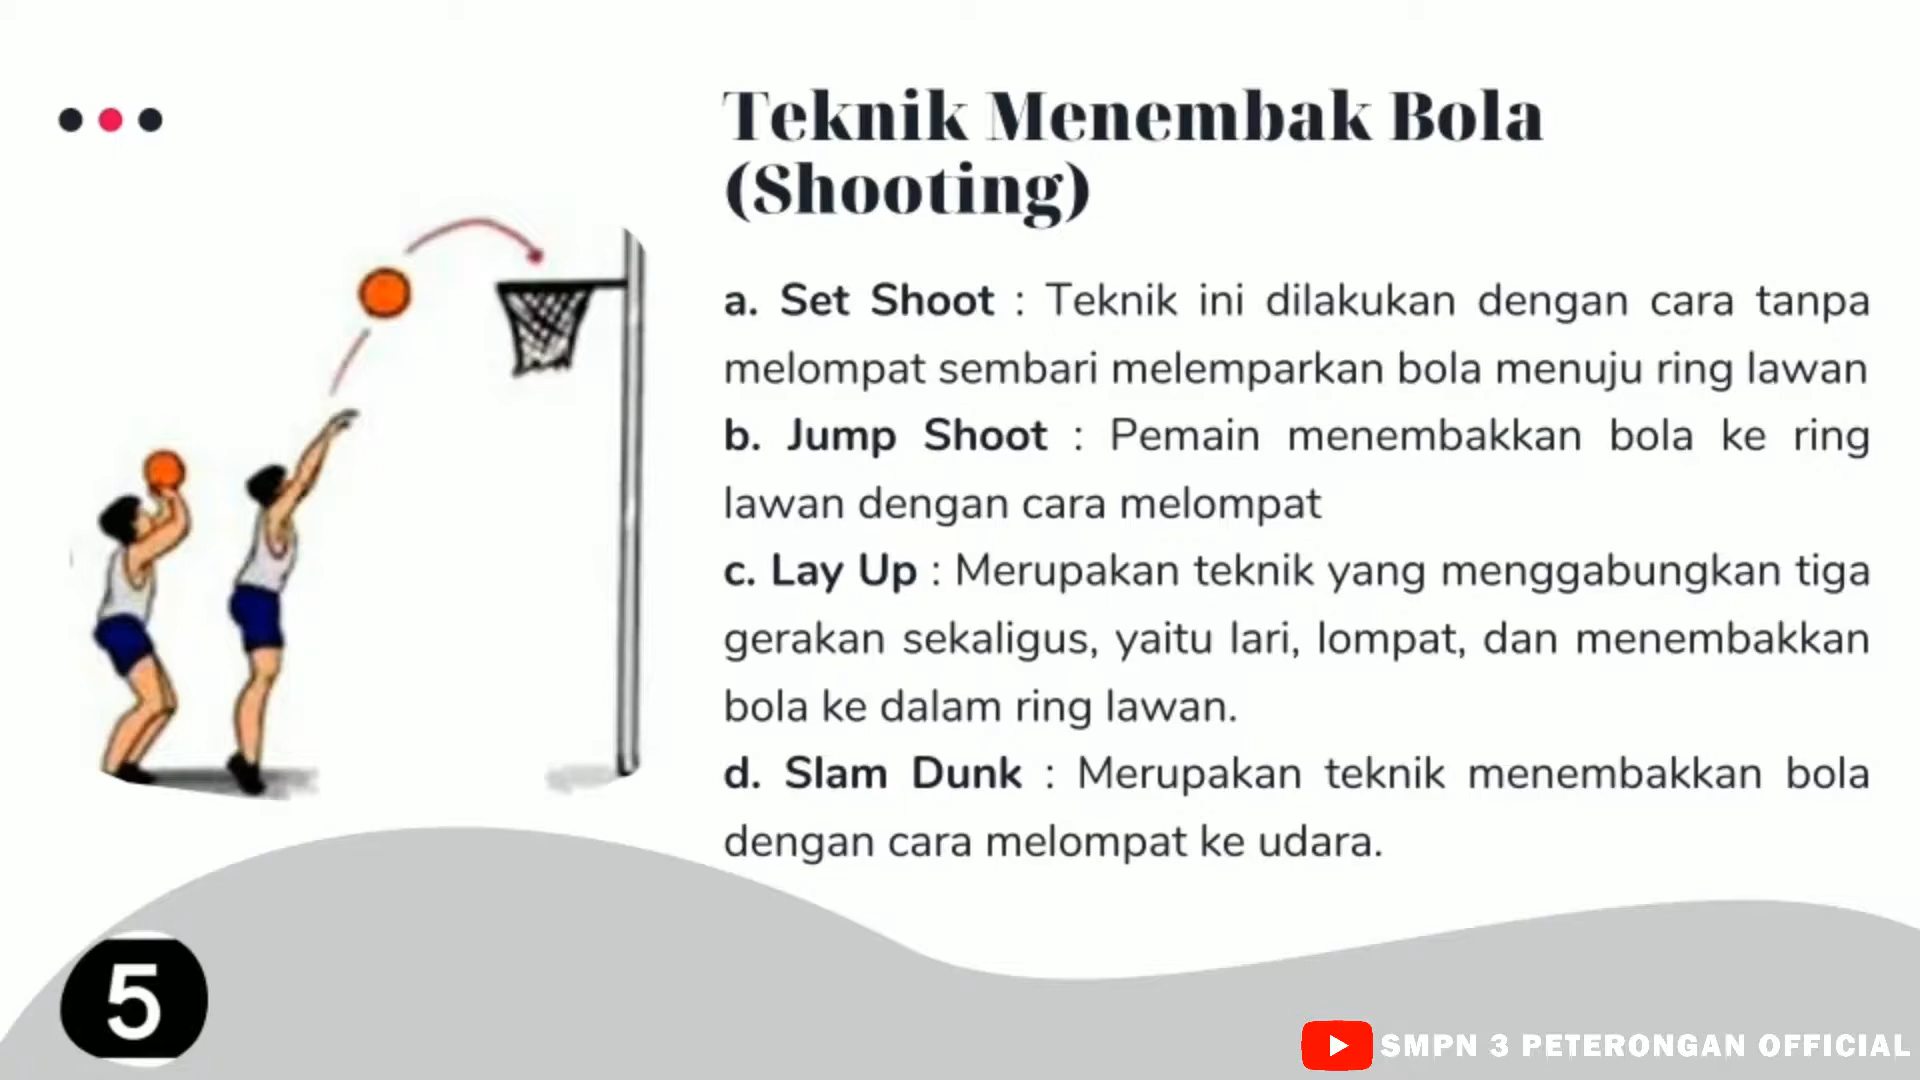 Teknik Menembak Bola
(Shooting)
a. Set Shoot : Teknik ini dilakukan dengan cara tanpa
melompat sembari melemparkan bola menuju ring lawan
b. Jump Shoot : Pemain menembakkan bola ke ring
lawan dengan cara melompat
c. Lay Up : Merupakan teknik yang menggabungkan tiga
gerakan sekaligus, yaitu lari, lompat, dan menembakkan
bola ke dalam ring lawan.
d. Slam Dunk : Merupakan teknik menembakkan bola
dengan cara melompat ke udara.
5
SMPN 3 PETERONGAN OFFICIAL